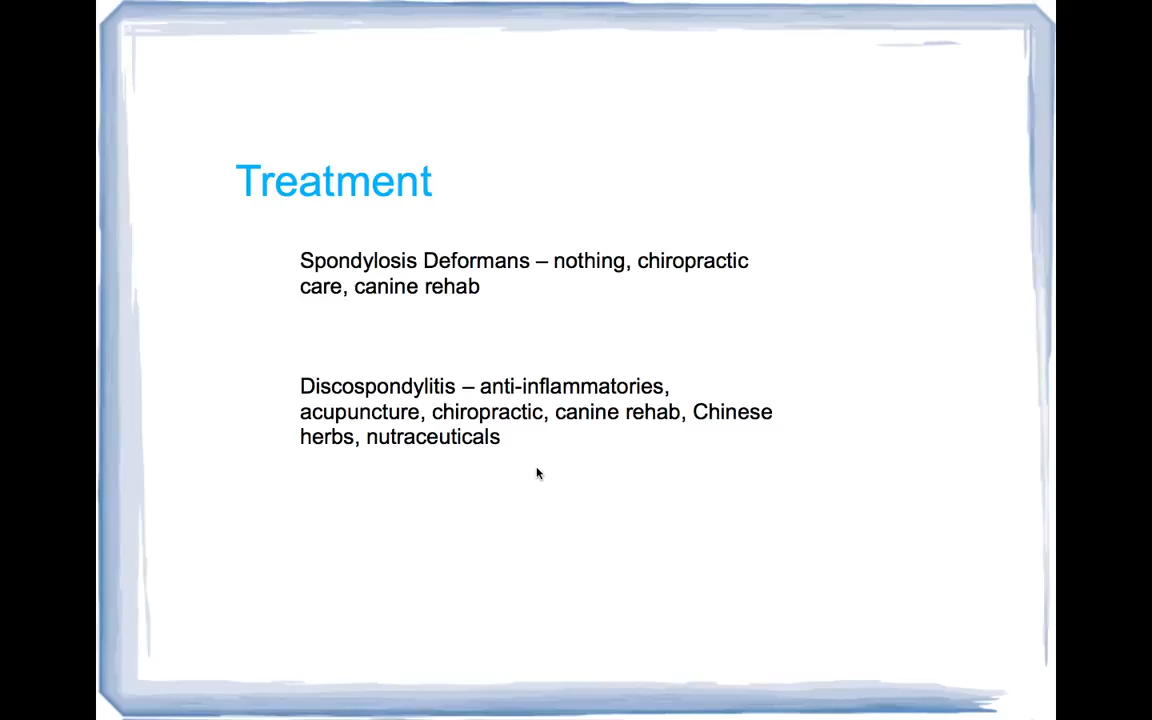 Treatment
Spondylosis Deformans – nothing, chiropractic
care, canine rehab
Discospondylitis – anti-inflammatories,
acupuncture, chiropractic, canine rehab, Chinese
herbs, nutraceuticals